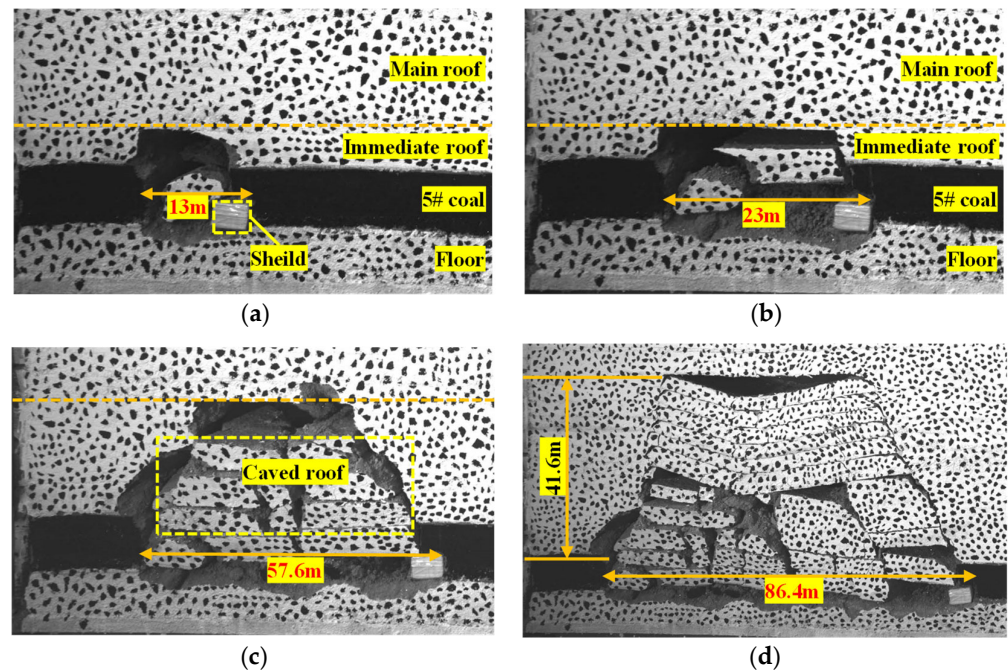 Main roof
Immediate roof
5# coal
13m
Sheild
Floor
(a)
Main roof
Immediate roof
5# coal
23m
Floor
(b)
Caved roof
57.6m
(c)
41.6m
86.4m
(d)